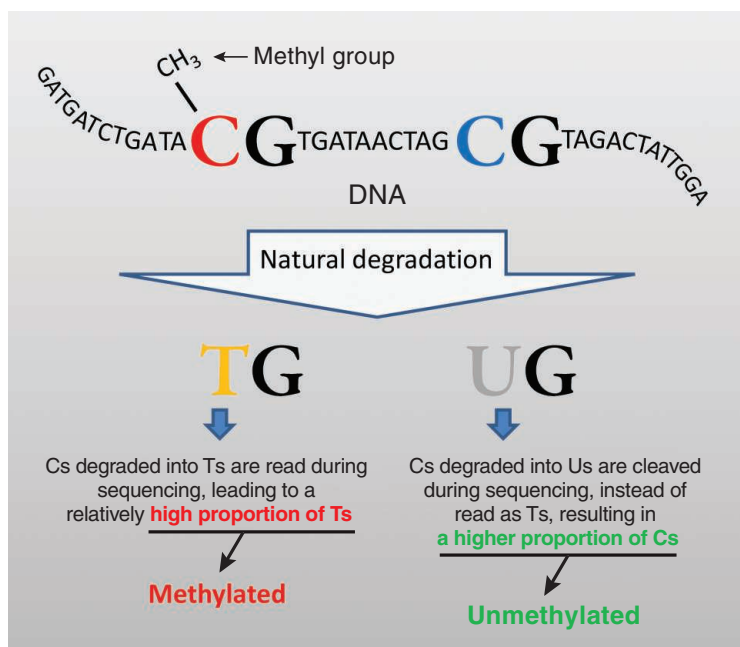 CH3 ← Methyl group
GATGATCTGATA CG TGATAACTAG CG TAGACTATTGGA
DNA
Natural degradation
TG
UG
Cs degraded into Ts are read during
sequencing, leading to a
relatively high proportion of Ts
Methylated
Cs degraded into Us are cleaved
during sequencing, instead of
read as Ts, resulting in
a higher proportion of Cs
Unmethylated